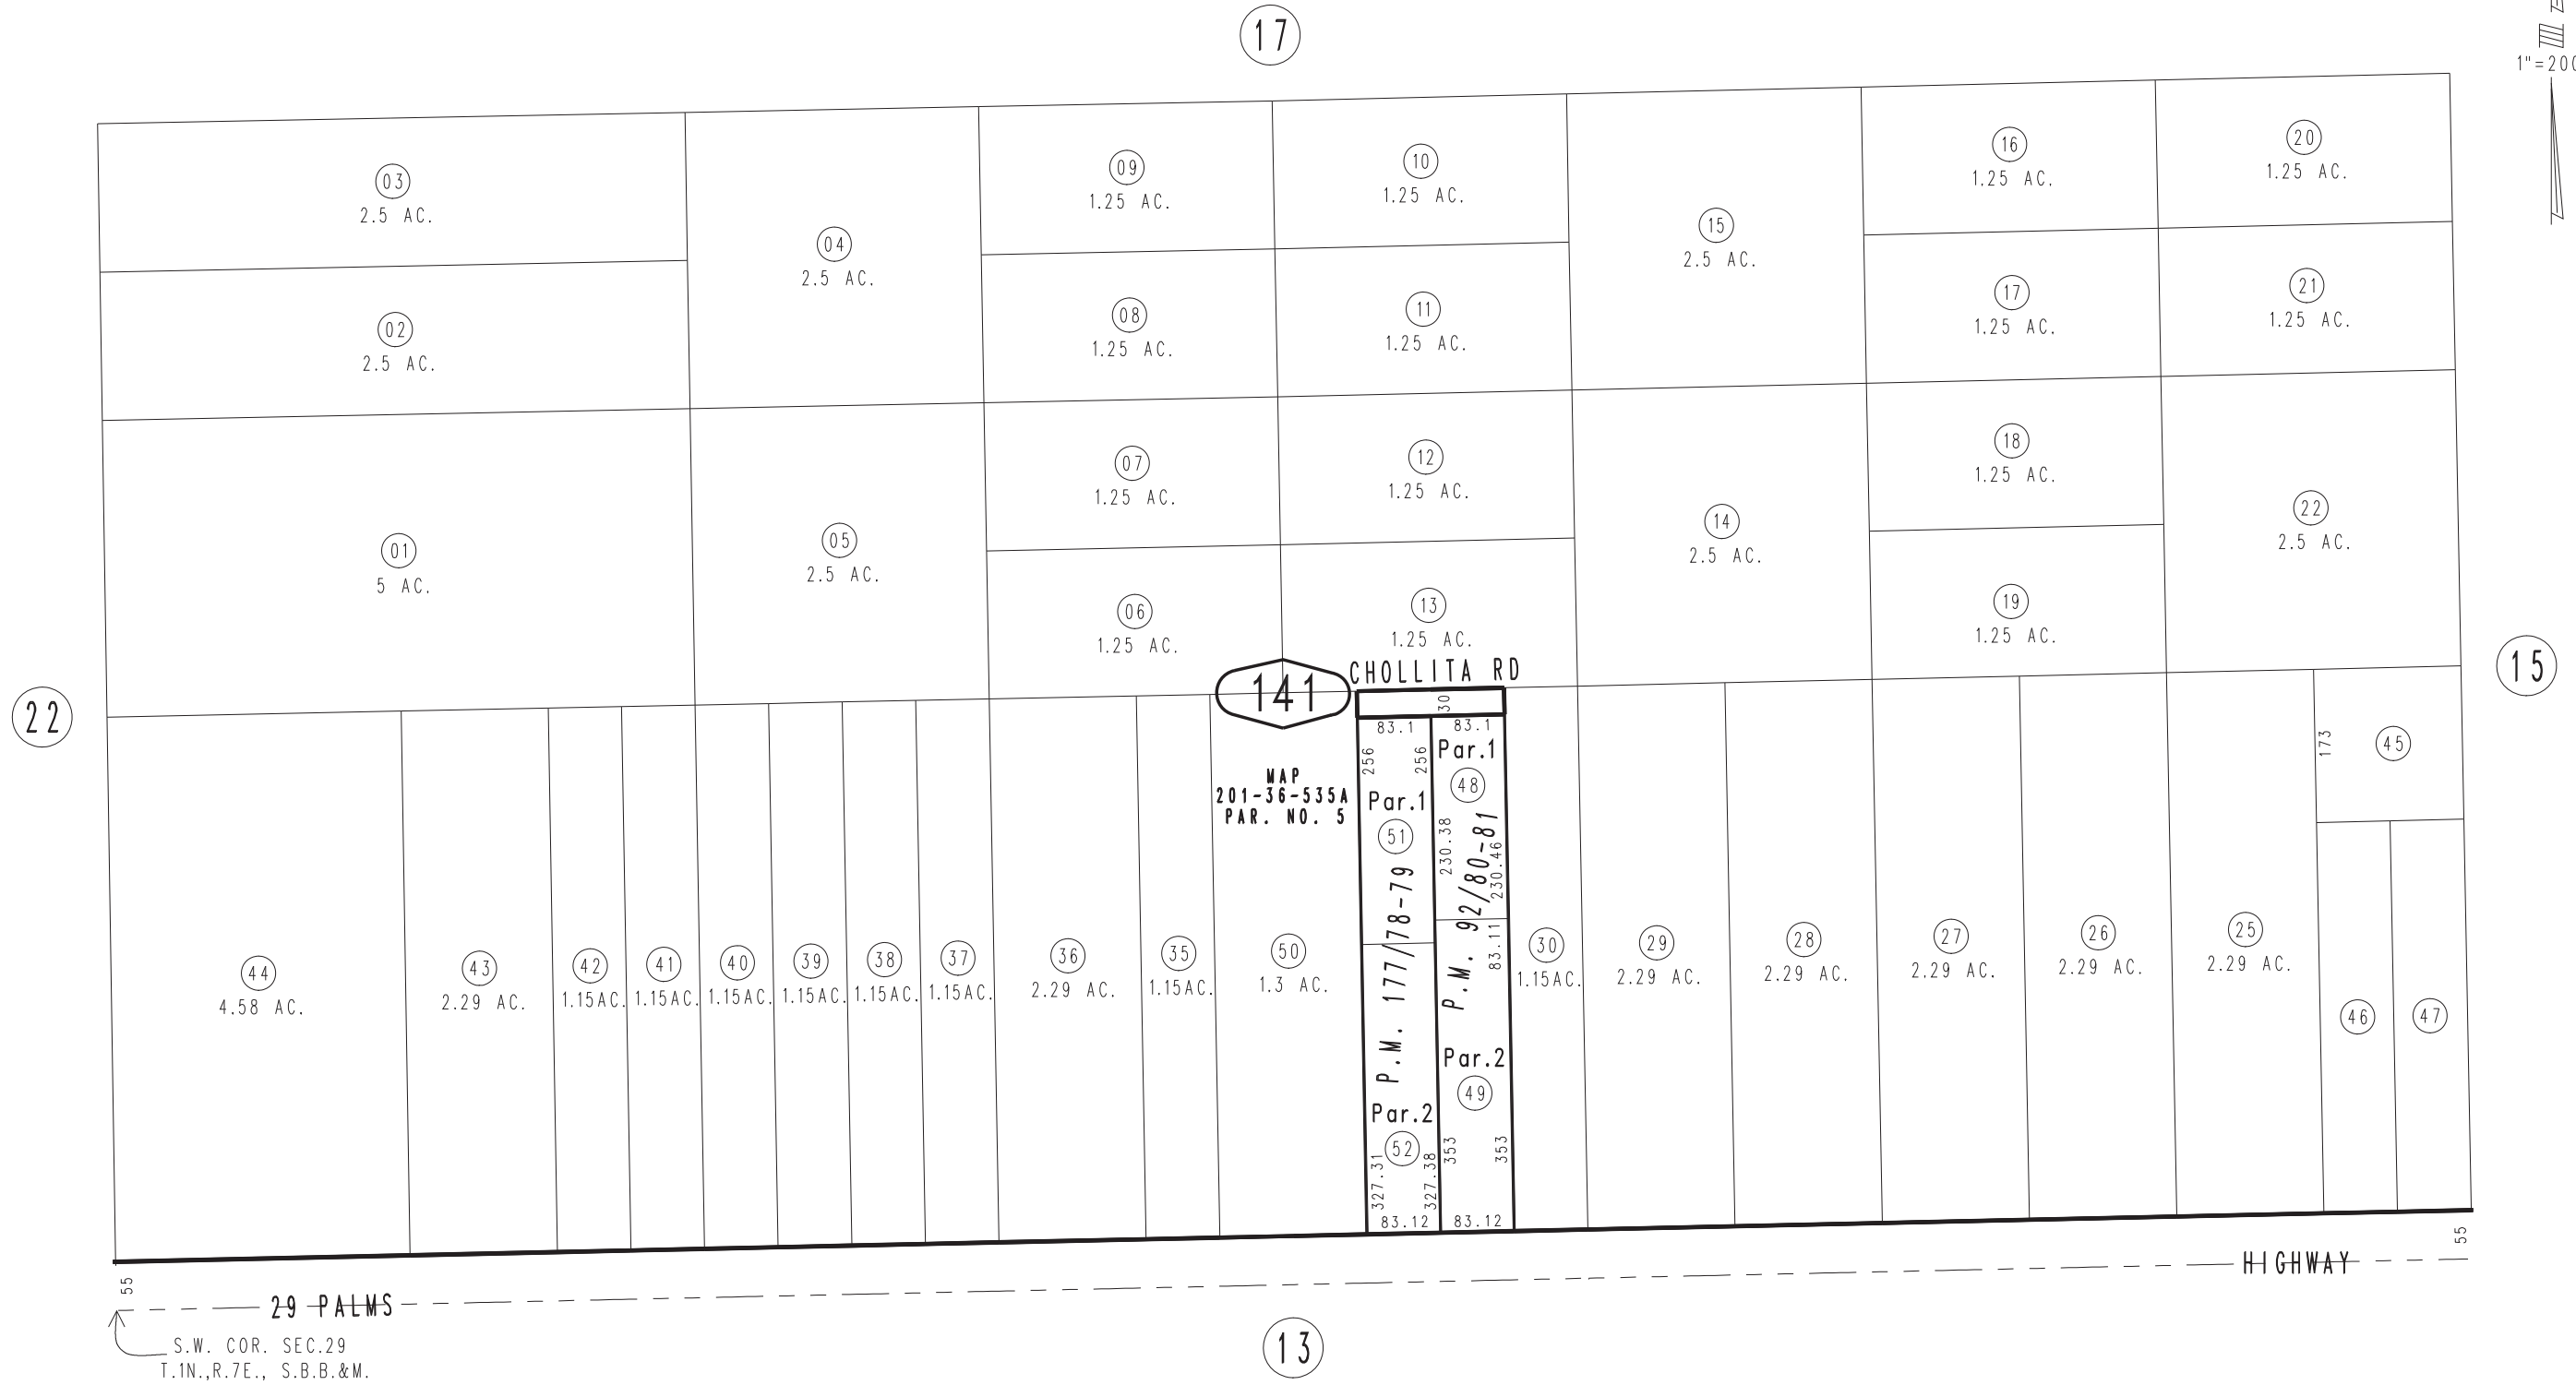 17
1"=200
03
2.5 AC.
04
2.5 AC.
09
1.25 AC.
10
1.25 AC.
15
2.5 AC.
16
1.25 AC.
20
1.25 AC.
02
2.5 AC.
08
1.25 AC.
11
1.25 AC.
17
1.25 AC.
21
1.25 AC.
01
5 AC.
05
2.5 AC.
07
1.25 AC.
12
1.25 AC.
14
2.5 AC.
18
1.25 AC.
22
2.5 AC.
06
1.25 AC.
13
1.25 AC.
19
1.25 AC.
22
141
CHOLLITA RD
15
30
83.1
83.1
256
256
Par.1
48
230.38
230.46
P.M. 92/80-81
83.11
Par.2
49
353
353
83.12
MAP
201-36-535A
PAR. NO. 5
Par.1
51
P.M. 177/78-79
Par.2
52
327.31
327.38
83.12
173
45
44
4.58 AC.
43
2.29 AC.
42
1.15AC.
41
1.15AC.
40
1.15AC.
39
1.15AC.
38
1.15AC.
37
1.15AC.
36
2.29 AC.
35
1.15AC.
50
1.3 AC.
30
1.15AC.
29
2.29 AC.
28
2.29 AC.
27
2.29 AC.
26
2.29 AC.
25
2.29 AC.
46
47
55
55
29 PALMS
HIGHWAY
S.W. COR. SEC.29
T.1N.,R.7E., S.B.B.&M.
13